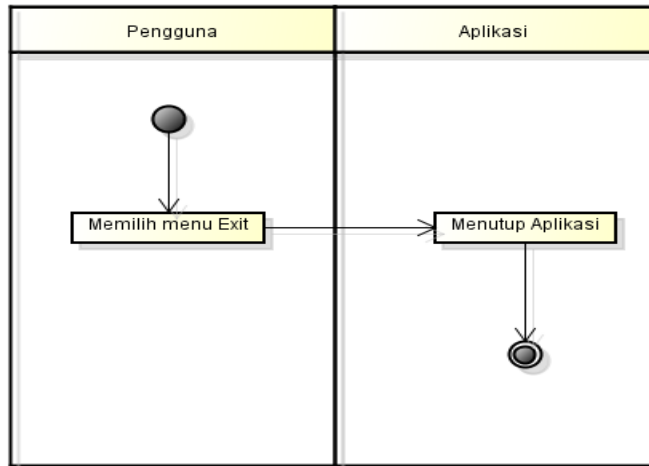 Pengguna
Aplikasi
Memilih menu Exit
Menutup Aplikasi